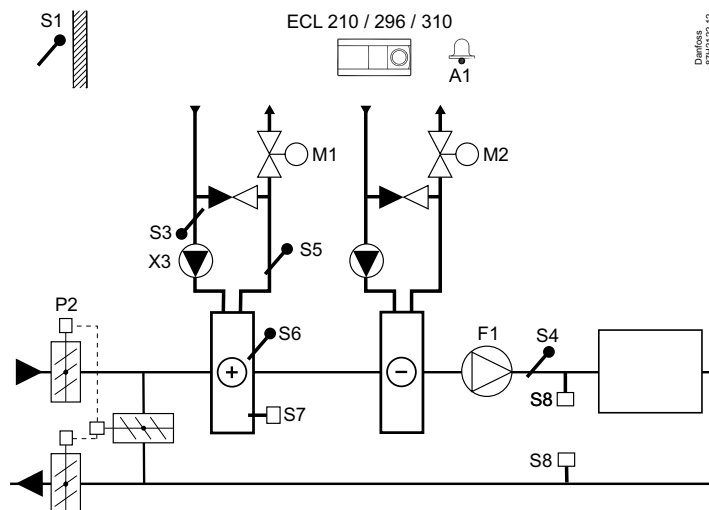 S1
ECL 210 / 296 / 310
A1
Danfoss
M1
M2
S3
S5
X3
P2
S6
F1
S4
+
−
S7
S8
S8